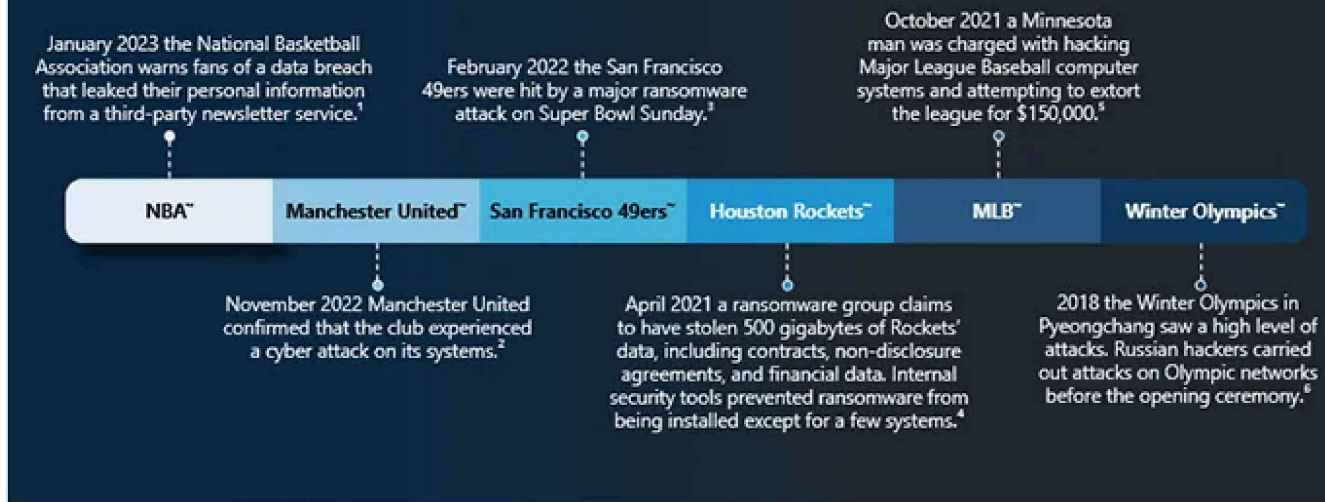 January 2023 the National Basketball
Association warns fans of a data breach
that leaked their personal information
from a third-party newsletter service.¹
February 2022 the San Francisco
49ers were hit by a major ransomware
attack on Super Bowl Sunday.³
October 2021 a Minnesota
man was charged with hacking
Major League Baseball computer
systems and attempting to extort
the league for $150,000.⁵
NBA~
Manchester United~
San Francisco 49ers~
Houston Rockets~
MLB~
Winter Olympics~
November 2022 Manchester United
confirmed that the club experienced
a cyber attack on its systems.²
April 2021 a ransomware group claims
to have stolen 500 gigabytes of Rockets'
data, including contracts, non-disclosure
agreements, and financial data. Internal
security tools prevented ransomware from
being installed except for a few systems.⁴
2018 the Winter Olympics in
Pyeongchang saw a high level of
attacks. Russian hackers carried
out attacks on Olympic networks
before the opening ceremony.⁶